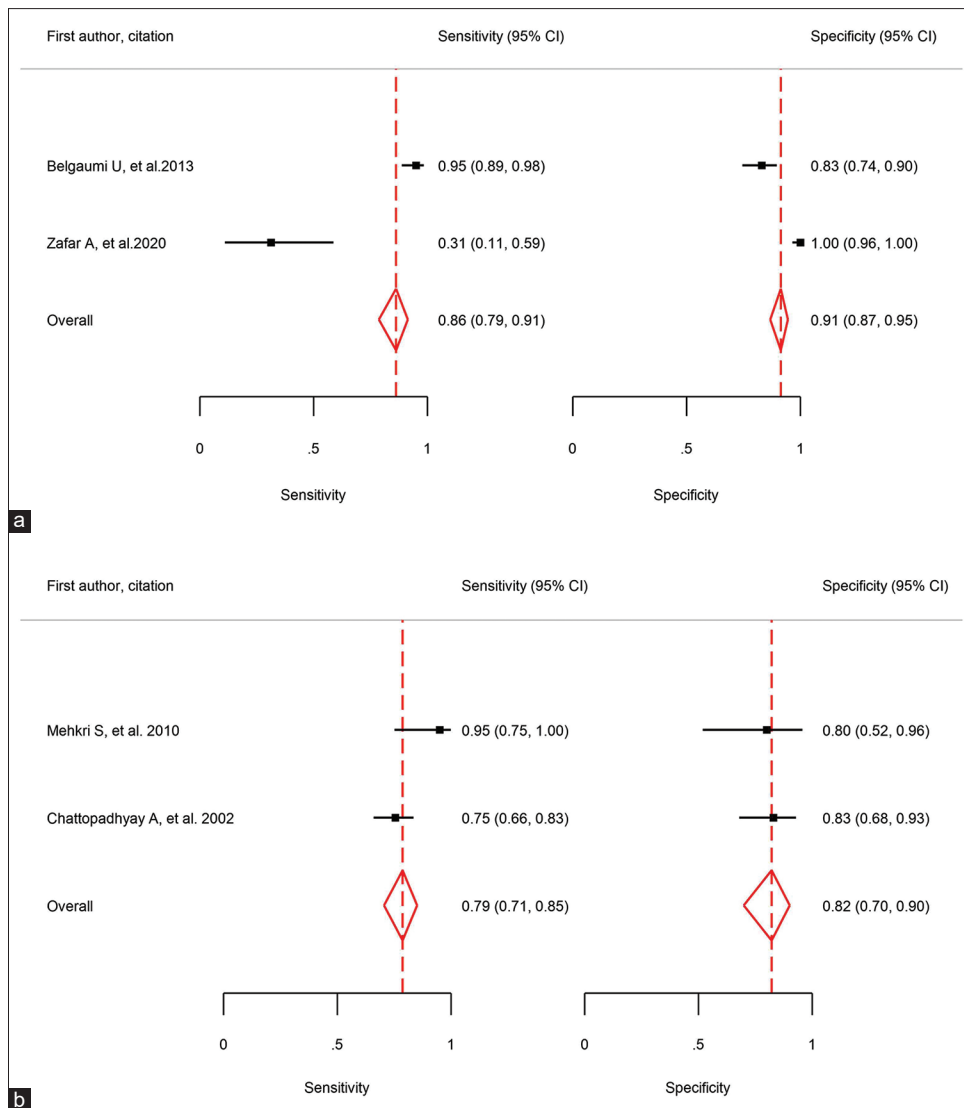 First author, citation Sensitivity (95% CI) Specificity (95% CI)
Belgaumi U, et al.2013 0.95 (0.89, 0.98) 0.83 (0.74, 0.90)
Zafar A, et al.2020 0.31 (0.11, 0.59) 1.00 (0.96, 1.00)
Overall 0.86 (0.79, 0.91) 0.91 (0.87, 0.95)
0 .5 1 0 .5 1
Sensitivity Specificity
a
First author, citation Sensitivity (95% CI) Specificity (95% CI)
Mehkri S, et al. 2010 0.95 (0.75, 1.00) 0.80 (0.52, 0.96)
Chattopadhyay A, et al. 2002 0.75 (0.66, 0.83) 0.83 (0.68, 0.93)
Overall 0.79 (0.71, 0.85) 0.82 (0.70, 0.90)
0 .5 1 0 .5 1
Sensitivity Specificity
b